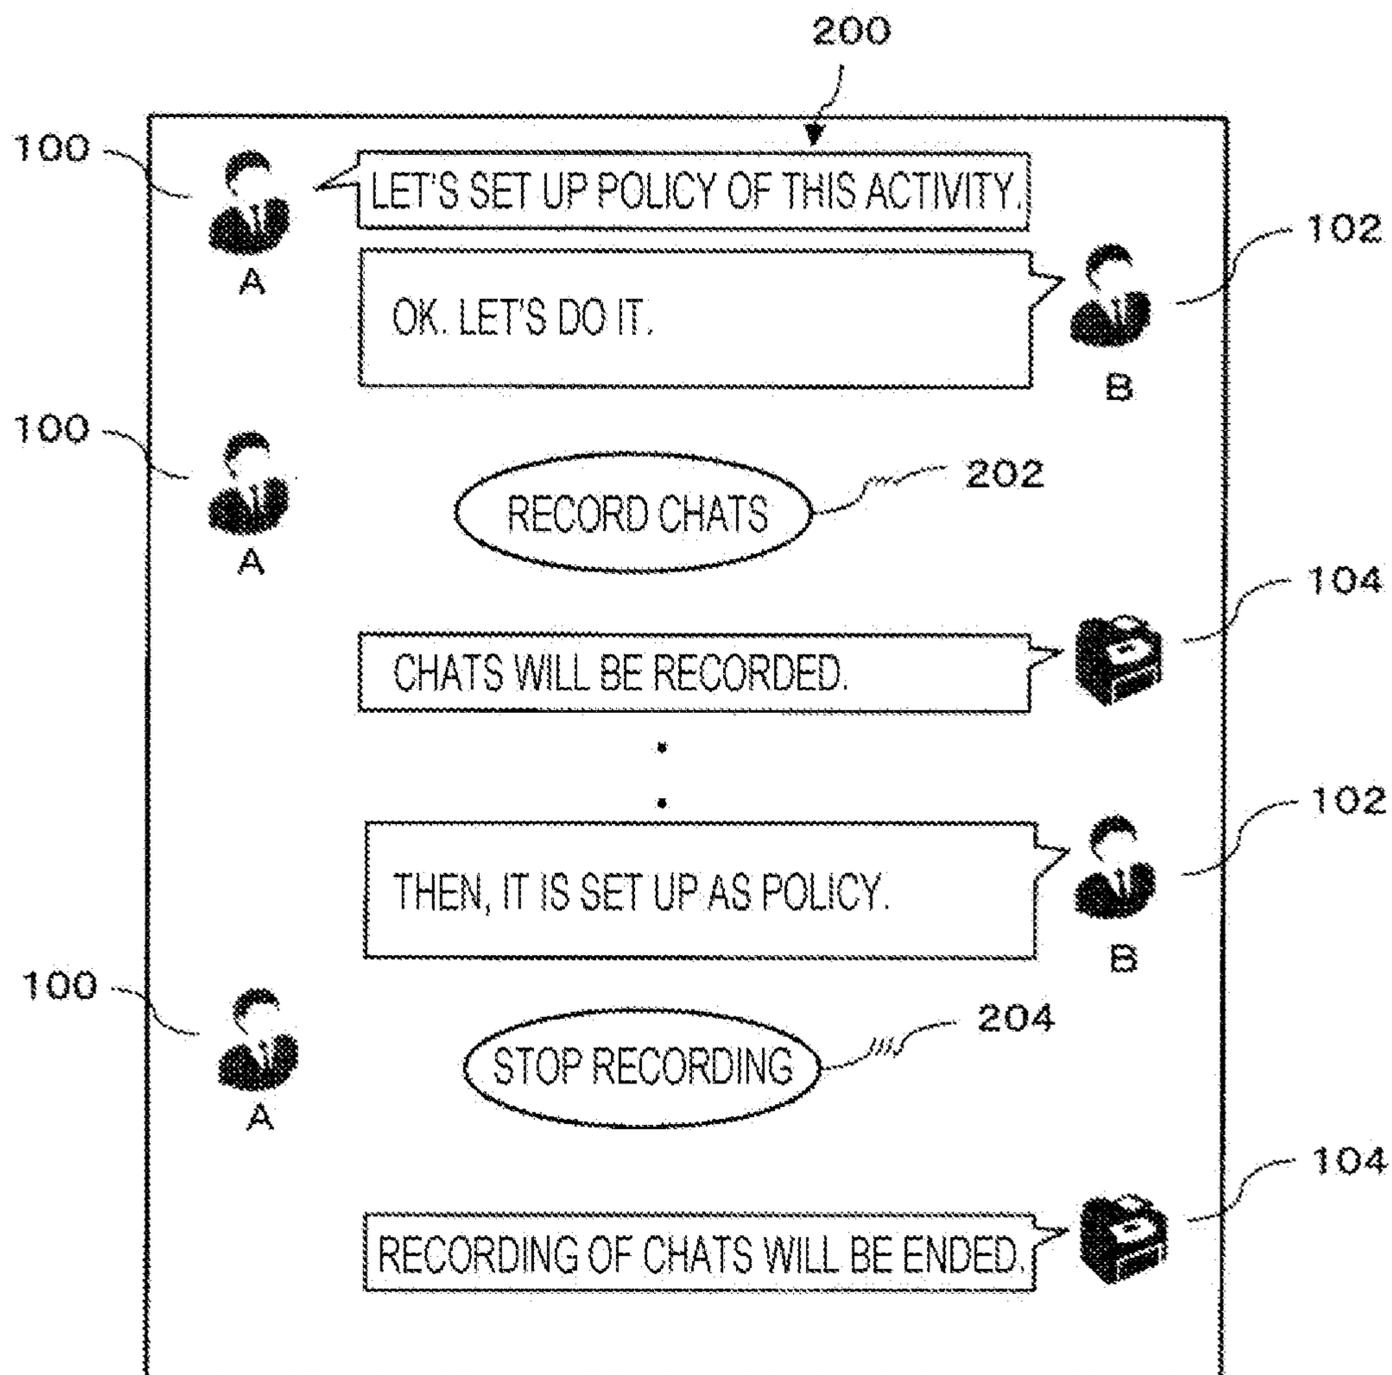 200
100
LET'S SET UP POLICY OF THIS ACTIVITY.
A
102
OK. LET'S DO IT.
B
100
A
202
RECORD CHATS
104
CHATS WILL BE RECORDED.
102
THEN, IT IS SET UP AS POLICY.
B
100
A
204
STOP RECORDING
104
RECORDING OF CHATS WILL BE ENDED.